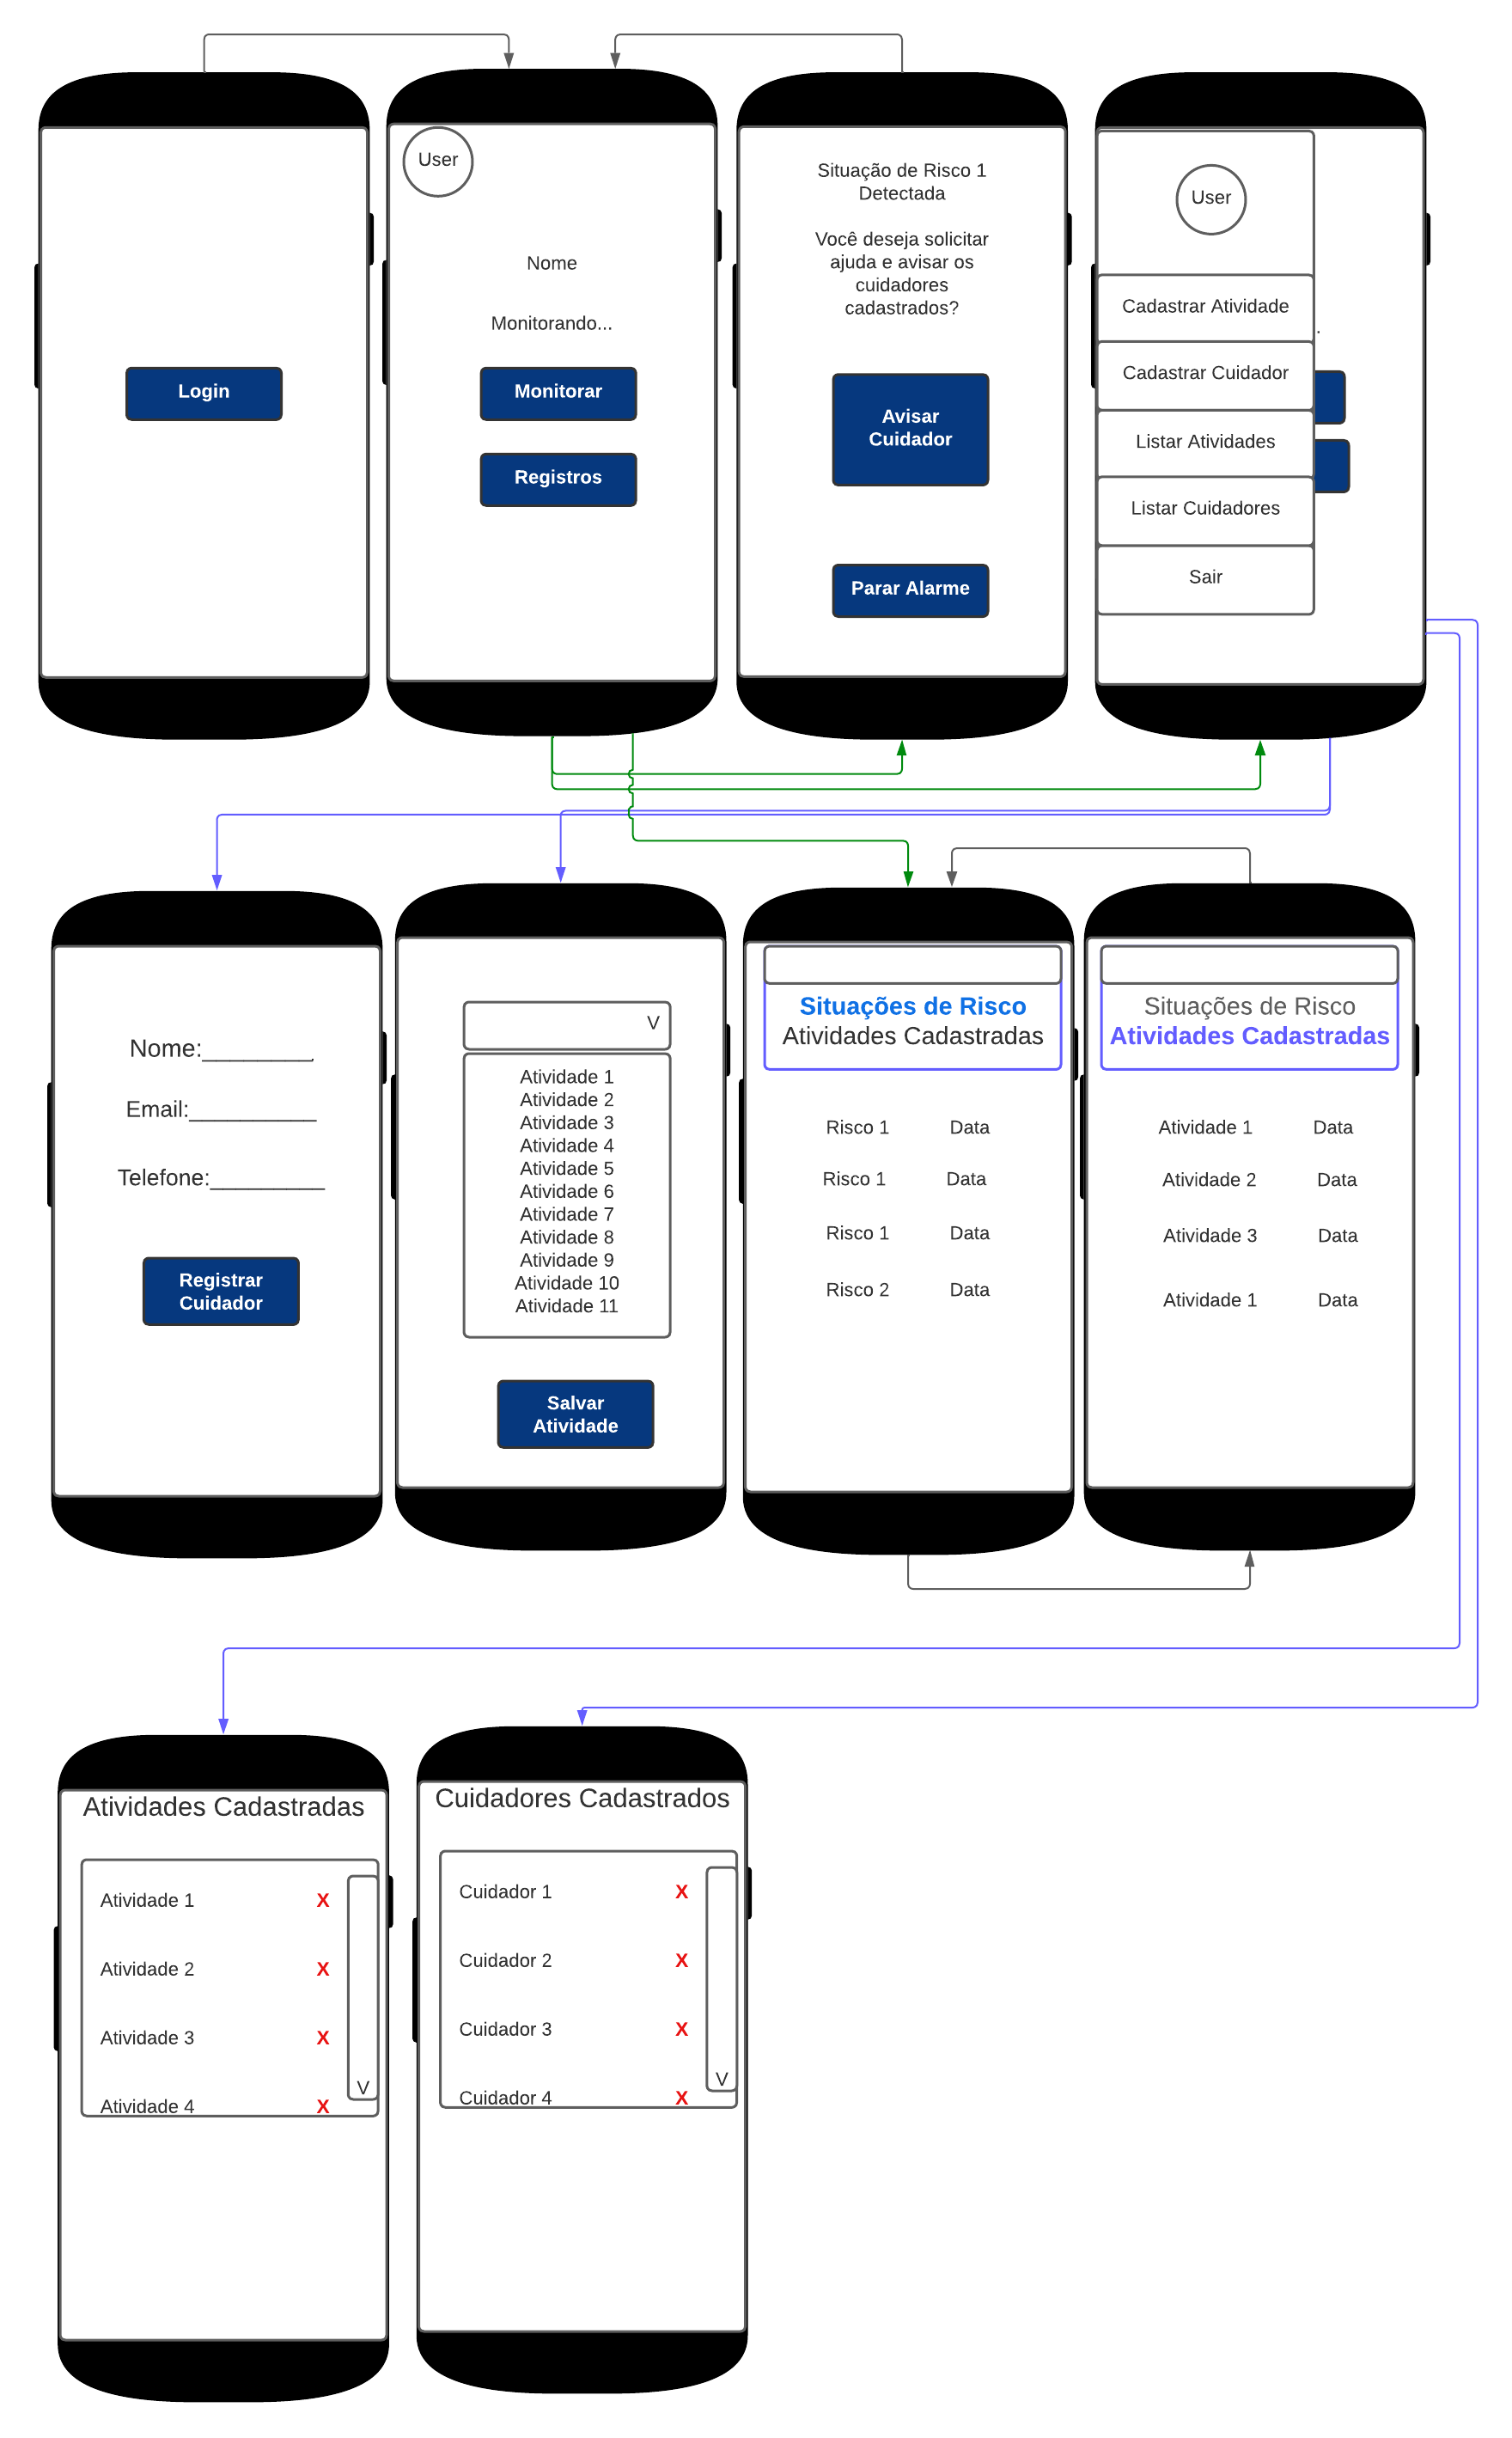 Login
User
Nome
Monitorando...
Monitorar
Registros
Situação de Risco 1
Detectada
Você deseja solicitar
ajuda e avisar os
cuidadores
cadastrados?
Avisar
Cuidador
Parar Alarme
User
Cadastrar Atividade
.
Cadastrar Cuidador
Listar Atividades
Listar Cuidadores
Sair
Nome:________.
Email:__________
Telefone:_________
Registrar
Cuidador
V
Atividade 1
Atividade 2
Atividade 3
Atividade 4
Atividade 5
Atividade 6
Atividade 7
Atividade 8
Atividade 9
Atividade 10
Atividade 11
Salvar
Atividade
Situações de Risco
Atividades Cadastradas
Risco 1 Data
Risco 1 Data
Risco 1 Data
Risco 2 Data
Situações de Risco
Atividades Cadastradas
Atividade 1 Data
Atividade 2 Data
Atividade 3 Data
Atividade 1 Data
Atividades Cadastradas
Atividade 1 X
Atividade 2 X
Atividade 3 X
V
Atividade 4 X
Cuidadores Cadastrados
Cuidador 1 X
Cuidador 2 X
Cuidador 3 X
V
Cuidador 4 X